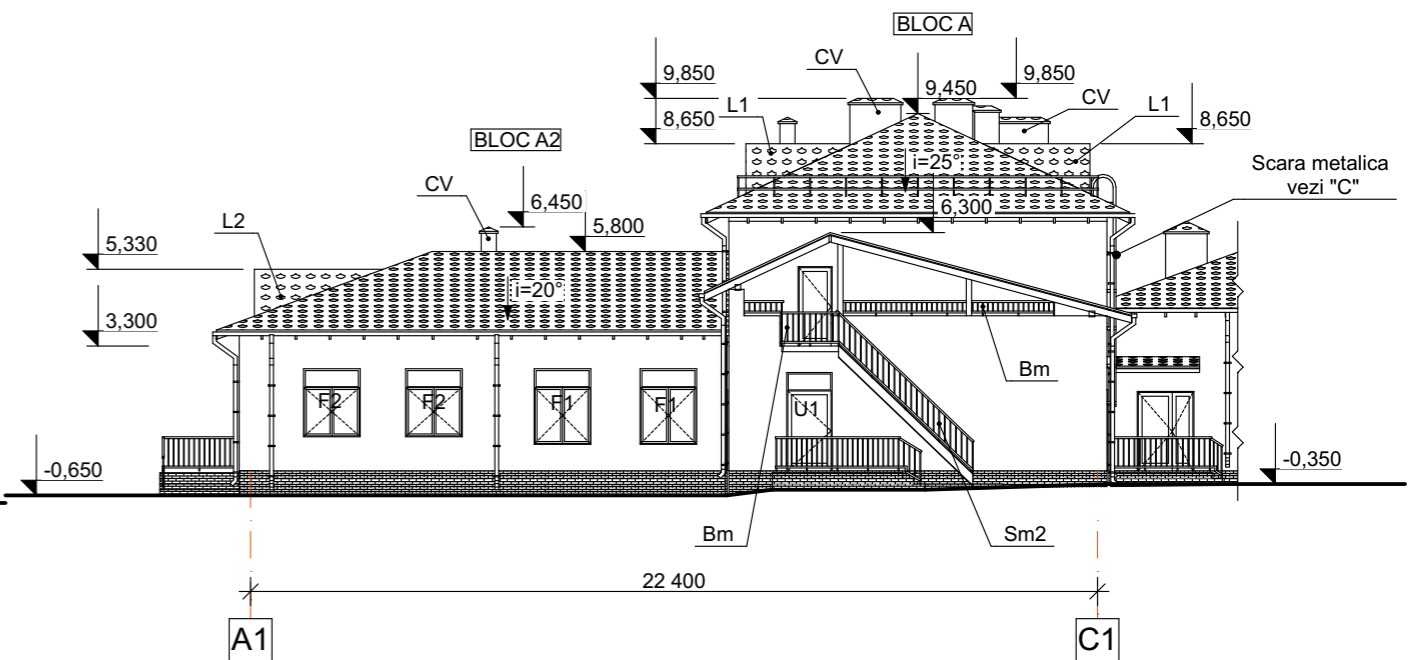 BLOC A
CV
9,850
9,450
9,850
CV
L1
8,650
L1
8,650
BLOC A2
i=25°
Scara metalica
vezi "C"
CV
6,450
6,300
L2
5,800
5,330
i=20°
3,300
Bm
F2
F2
F1
F1
U1
-0,650
-0,350
Bm
Sm2
22 400
A1
C1